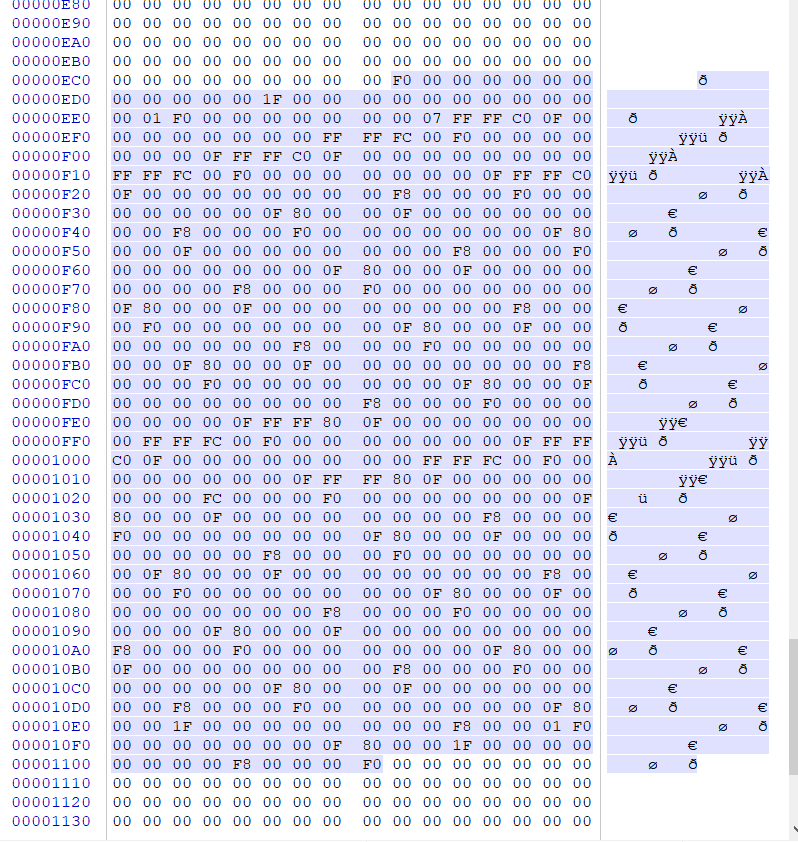 00000E80 00 00 00 00 00 00 00 00 00 00 00 00 00 00 00 00
00000E90 00 00 00 00 00 00 00 00 00 00 00 00 00 00 00 00
00000EA0 00 00 00 00 00 00 00 00 00 00 00 00 00 00 00 00
00000EB0 00 00 00 00 00 00 00 00 00 00 00 00 00 00 00 00
00000EC0 00 00 00 00 00 00 00 00 00 F0 00 00 00 00 00 00 ð
00000ED0 00 00 00 00 00 1F 00 00 00 00 00 00 00 00 00 00
00000EE0 00 01 F0 00 00 00 00 00 00 00 07 FF FF C0 0F 00 ð ÿÿÀ
00000EF0 00 00 00 00 00 00 00 FF FF FC 00 F0 00 00 00 00 ÿÿü ð
00000F00 00 00 00 0F FF FF C0 0F 00 00 00 00 00 00 00 00 ÿÿÀ
00000F10 FF FF FC 00 F0 00 00 00 00 00 00 00 0F FF FF C0 ÿÿü ð ÿÿÀ
00000F20 0F 00 00 00 00 00 00 00 00 F8 00 00 00 F0 00 00 ø ð
00000F30 00 00 00 00 00 0F 80 00 00 0F 00 00 00 00 00 00 €
00000F40 00 00 F8 00 00 00 F0 00 00 00 00 00 00 00 0F 80 ø ð €
00000F50 00 00 0F 00 00 00 00 00 00 00 00 F8 00 00 00 F0 ø ð
00000F60 00 00 00 00 00 00 00 0F 80 00 00 0F 00 00 00 00 €
00000F70 00 00 00 00 F8 00 00 00 F0 00 00 00 00 00 00 00 ø ð
00000F80 0F 80 00 00 0F 00 00 00 00 00 00 00 00 F8 00 00 € ø
00000F90 00 F0 00 00 00 00 00 00 00 0F 80 00 00 0F 00 00 ð €
00000FA0 00 00 00 00 00 00 F8 00 00 00 F0 00 00 00 00 00 ø ð
00000FB0 00 00 0F 80 00 00 0F 00 00 00 00 00 00 00 00 F8 € ø
00000FC0 00 00 00 F0 00 00 00 00 00 00 00 0F 80 00 00 0F ð €
00000FD0 00 00 00 00 00 00 00 00 F8 00 00 00 F0 00 00 00 ø ð
00000FE0 00 00 00 00 0F FF FF 80 0F 00 00 00 00 00 00 00 ÿÿ€
00000FF0 00 FF FF FC 00 F0 00 00 00 00 00 00 00 0F FF FF ÿÿü ð ÿÿ
00001000 C0 0F 00 00 00 00 00 00 00 00 FF FF FC 00 F0 00 À ÿÿü ð
00001010 00 00 00 00 00 00 0F FF FF 80 0F 00 00 00 00 00 ÿÿ€
00001020 00 00 00 FC 00 00 00 F0 00 00 00 00 00 00 00 0F ü ð
00001030 80 00 00 0F 00 00 00 00 00 00 00 00 F8 00 00 00 € ø
00001040 F0 00 00 00 00 00 00 00 0F 80 00 00 0F 00 00 00 ð €
00001050 00 00 00 00 00 F8 00 00 00 F0 00 00 00 00 00 00 ø ð
00001060 00 0F 80 00 00 0F 00 00 00 00 00 00 00 00 F8 00 € ø
00001070 00 00 F0 00 00 00 00 00 00 00 0F 80 00 00 0F 00 ð €
00001080 00 00 00 00 00 00 00 F8 00 00 00 F0 00 00 00 00 ø ð
00001090 00 00 00 0F 80 00 00 0F 00 00 00 00 00 00 00 00 €
000010A0 F8 00 00 00 F0 00 00 00 00 00 00 00 0F 80 00 00 ø ð €
000010B0 0F 00 00 00 00 00 00 00 00 F8 00 00 00 F0 00 00 ø ð
000010C0 00 00 00 00 00 0F 80 00 00 0F 00 00 00 00 00 00 €
000010D0 00 00 F8 00 00 00 F0 00 00 00 00 00 00 00 0F 80 ø ð €
000010E0 00 00 1F 00 00 00 00 00 00 00 00 F8 00 00 01 F0 ø ð
000010F0 00 00 00 00 00 00 00 0F 80 00 00 1F 00 00 00 00 €
00001100 00 00 00 00 F8 00 00 00 F0 00 00 00 00 00 00 00 ø ð
00001110 00 00 00 00 00 00 00 00 00 00 00 00 00 00 00 00
00001120 00 00 00 00 00 00 00 00 00 00 00 00 00 00 00 00
00001130 00 00 00 00 00 00 00 00 00 00 00 00 00 00 00 00